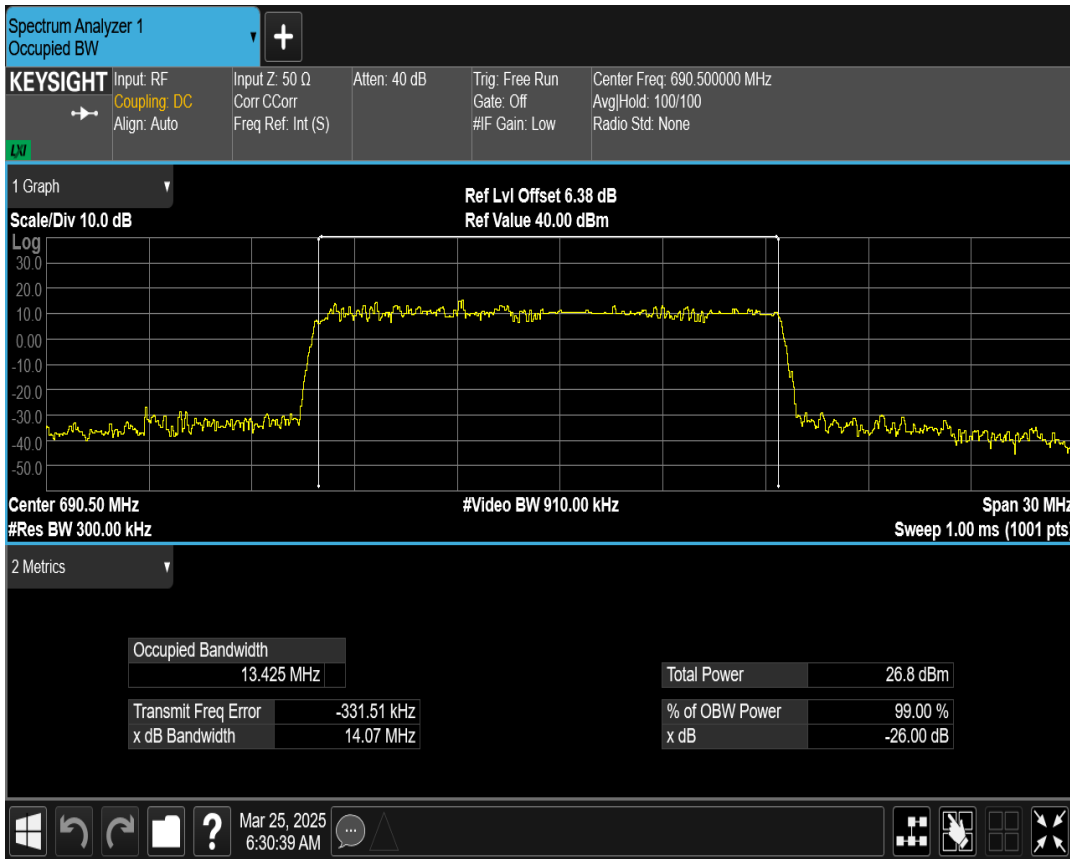 Spectrum Analyzer 1
Occupied BW
+
KEYSIGHT
LXI
Input: RF
Coupling: DC
Align: Auto
Input Z: 50 Ω
Corr CCorr
Freq Ref: Int (S)
Atten: 40 dB
Trig: Free Run
Gate: Off
#IF Gain: Low
Center Freq: 690.500000 MHz
Avg|Hold: 100/100
Radio Std: None
1 Graph
Scale/Div 10.0 dB
Ref Lvl Offset 6.38 dB
Ref Value 40.00 dBm
Log
30.0
20.0
10.0
0.00
-10.0
-20.0
-30.0
-40.0
-50.0
Center 690.50 MHz
#Video BW 910.00 kHz
Span 30 MHz
#Res BW 300.00 kHz
Sweep 1.00 ms (1001 pts)
2 Metrics
Occupied Bandwidth
13.425 MHz
Total Power 26.8 dBm
Transmit Freq Error -331.51 kHz
% of OBW Power 99.00 %
x dB Bandwidth 14.07 MHz
x dB -26.00 dB
?
Mar 25, 2025
6:30:39 AM